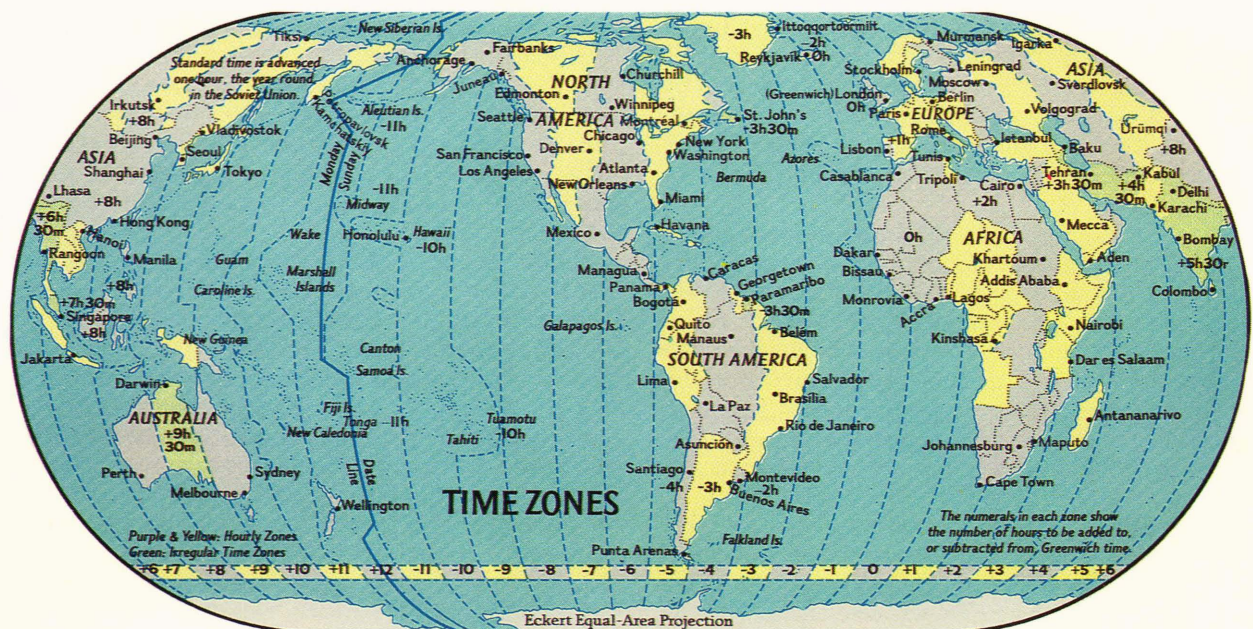 New Siberian Is.
Tiksi
Standard time is advanced
one hour, the year round,
in the Soviet Union.
Anchorage
Fairbanks
Juneau
Irkutsk
+8h
Beijing
Vladivostok
Petropavlovsk
Kamchatskiy
Aleutian Is.
–11h
ASIA
Seoul
Shanghai
Tokyo
Lhasa
+8h
+6h
30m
Hong Kong
Hanoi
Rangoon
Manila
+8h
Guam
Wake
Monday
Sunday
–11h
Midway
Honolulu
Hawaii
–10h
Marshall
Islands
Caroline Is.
+7h30m
Singapore
+8h
New Guinea
Jakarta
Canton
Samoa Is.
Darwin
AUSTRALIA
+9h
30m
Perth
Sydney
Melbourne
Fiji Is.
Tonga
–11h
New Caledonia
Tahiti
Tuamotu
–10h
Date
Line
Wellington
Purple & Yellow: Hourly Zones
Green: Irregular Time Zones
TIME ZONES
–3h
Ittoqqortoormiit
–2h
Reykjavik
0h
NORTH
AMERICA
Churchill
Edmonton
Winnipeg
Seattle
Montréal
St. John's
+3h30m
Chicago
New York
Washington
Denver
San Francisco
Los Angeles
Atlanta
New Orleans
Bermuda
Miami
Havana
Mexico
Managua
Panama
Caracas
Georgetown
Paramaribo
3h30m
Bogotá
Galapagos Is.
Quito
Manaus
Belém
SOUTH AMERICA
Lima
Salvador
La Paz
Brasília
Rio de Janeiro
Asunción
Santiago
–4h
–3h
Montevideo
–2h
Buenos Aires
Punta Arenas
Falkland Is.
Murmansk
Igarka
Stockholm
Leningrad
ASIA
Sverdlovsk
Moscow
(Greenwich)
London
0h
Berlin
Paris
EUROPE
Volgograd
Rome
Istanbul
Baku
Ürümqi
+8h
Azores
Lisbon
+1h
Tunis
Casablanca
Tripoli
Cairo
+2h
Tehran
+3h30m
+4h
30m
Kabul
Delhi
Karachi
Mecca
Bombay
+5h30r
Colombo
0h
AFRICA
Dakar
Bissau
Khartoum
Aden
Addis Ababa
Monrovia
Accra
Lagos
Kinshasa
Nairobi
Dar es Salaam
Antananarivo
Johannesburg
Maputo
Cape Town
The numerals in each zone show
the number of hours to be added to,
or subtracted from, Greenwich time.
+6 +7 +8 +9 +10 +11 +12 –11 –10 –9 –8 –7 –6 –5 –4 –3 –2 –1 0 +1 +2 +3 +4 +5 +6
Eckert Equal-Area Projection